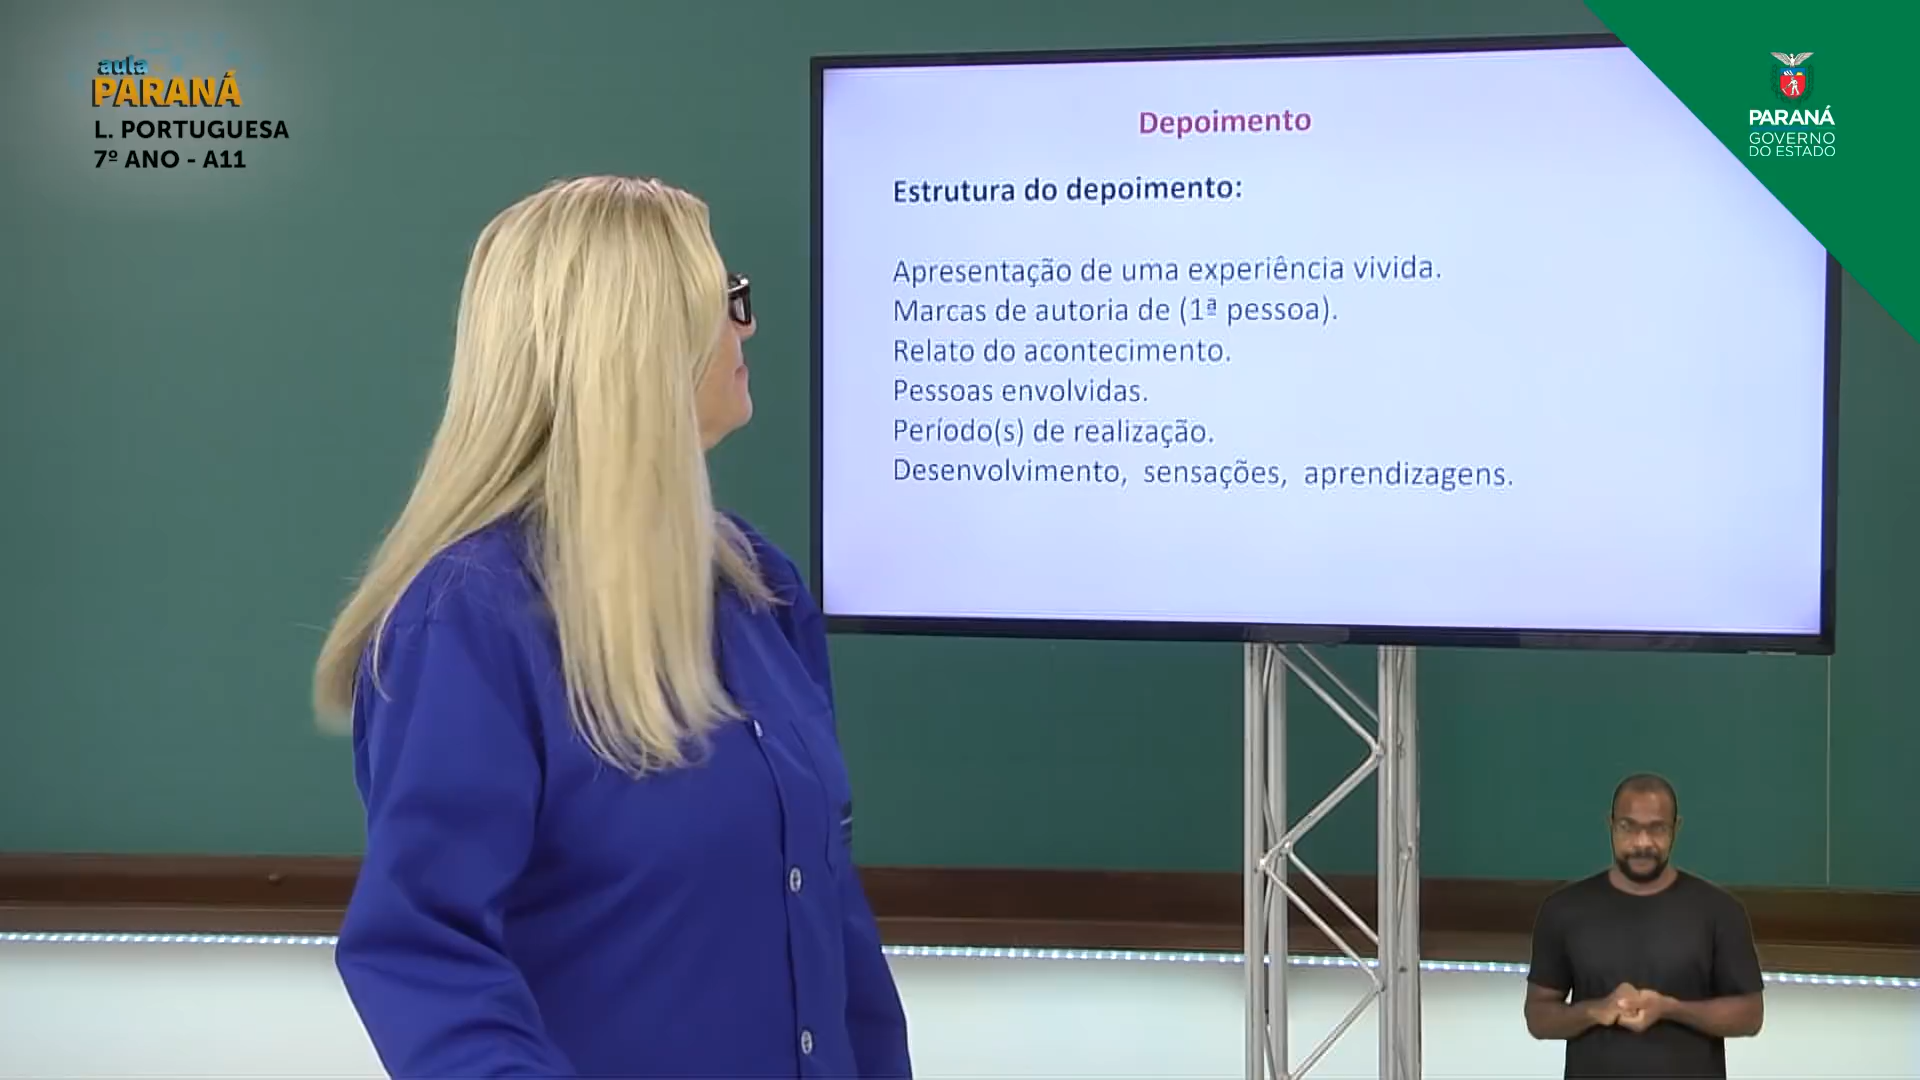 aula
PARANÁ
L. PORTUGUESA
7º ANO - A11
Depoimento
Estrutura do depoimento:
Apresentação de uma experiência vivida.
Marcas de autoria de (1ª pessoa).
Relato do acontecimento.
Pessoas envolvidas.
Período(s) de realização.
Desenvolvimento, sensações, aprendizagens.
PARANÁ
GOVERNO
DO ESTADO